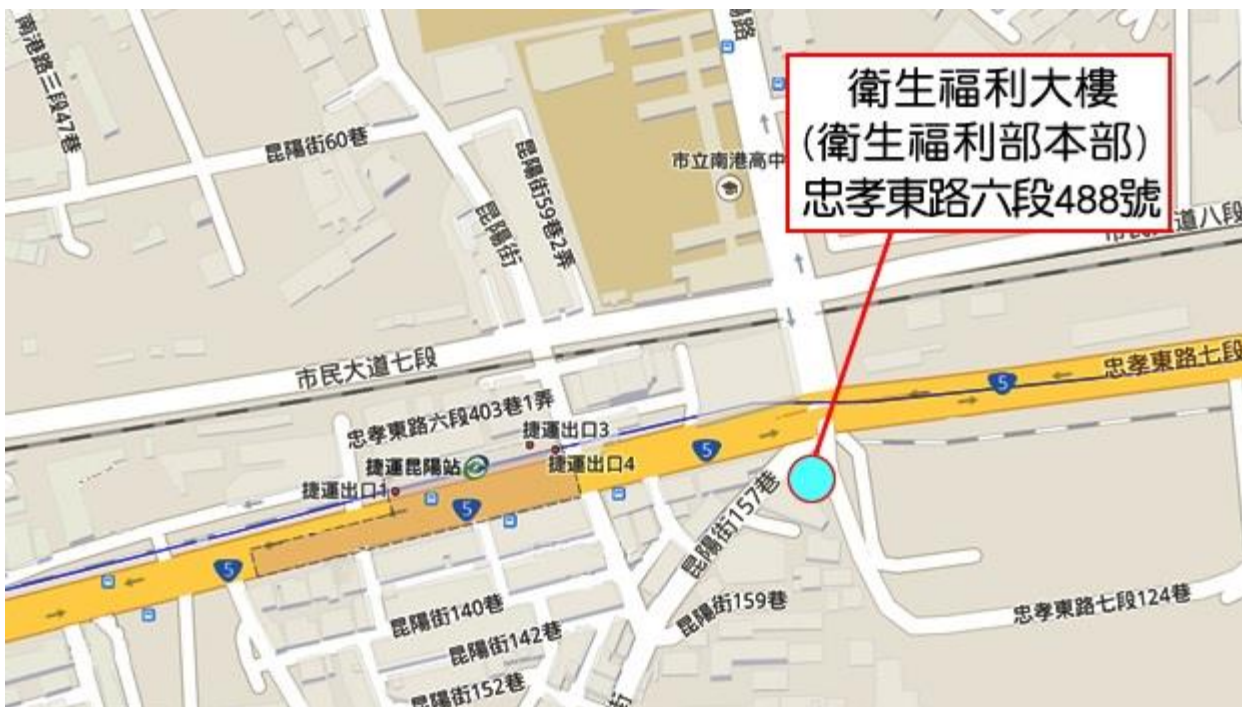 南港路三段47巷
昆陽街60巷
昆陽街59巷2弄
昆陽街
市立南港高中
衛生福利大樓
(衛生福利部本部)
忠孝東路六段488號
市民大道七段
忠孝東路七段
5
忠孝東路六段403巷1弄
捷運出口3
捷運出口4
捷運昆陽站
捷運出口1
5
5
5
昆陽街157巷
昆陽街159巷
昆陽街140巷
昆陽街142巷
昆陽街152巷
忠孝東路七段124巷